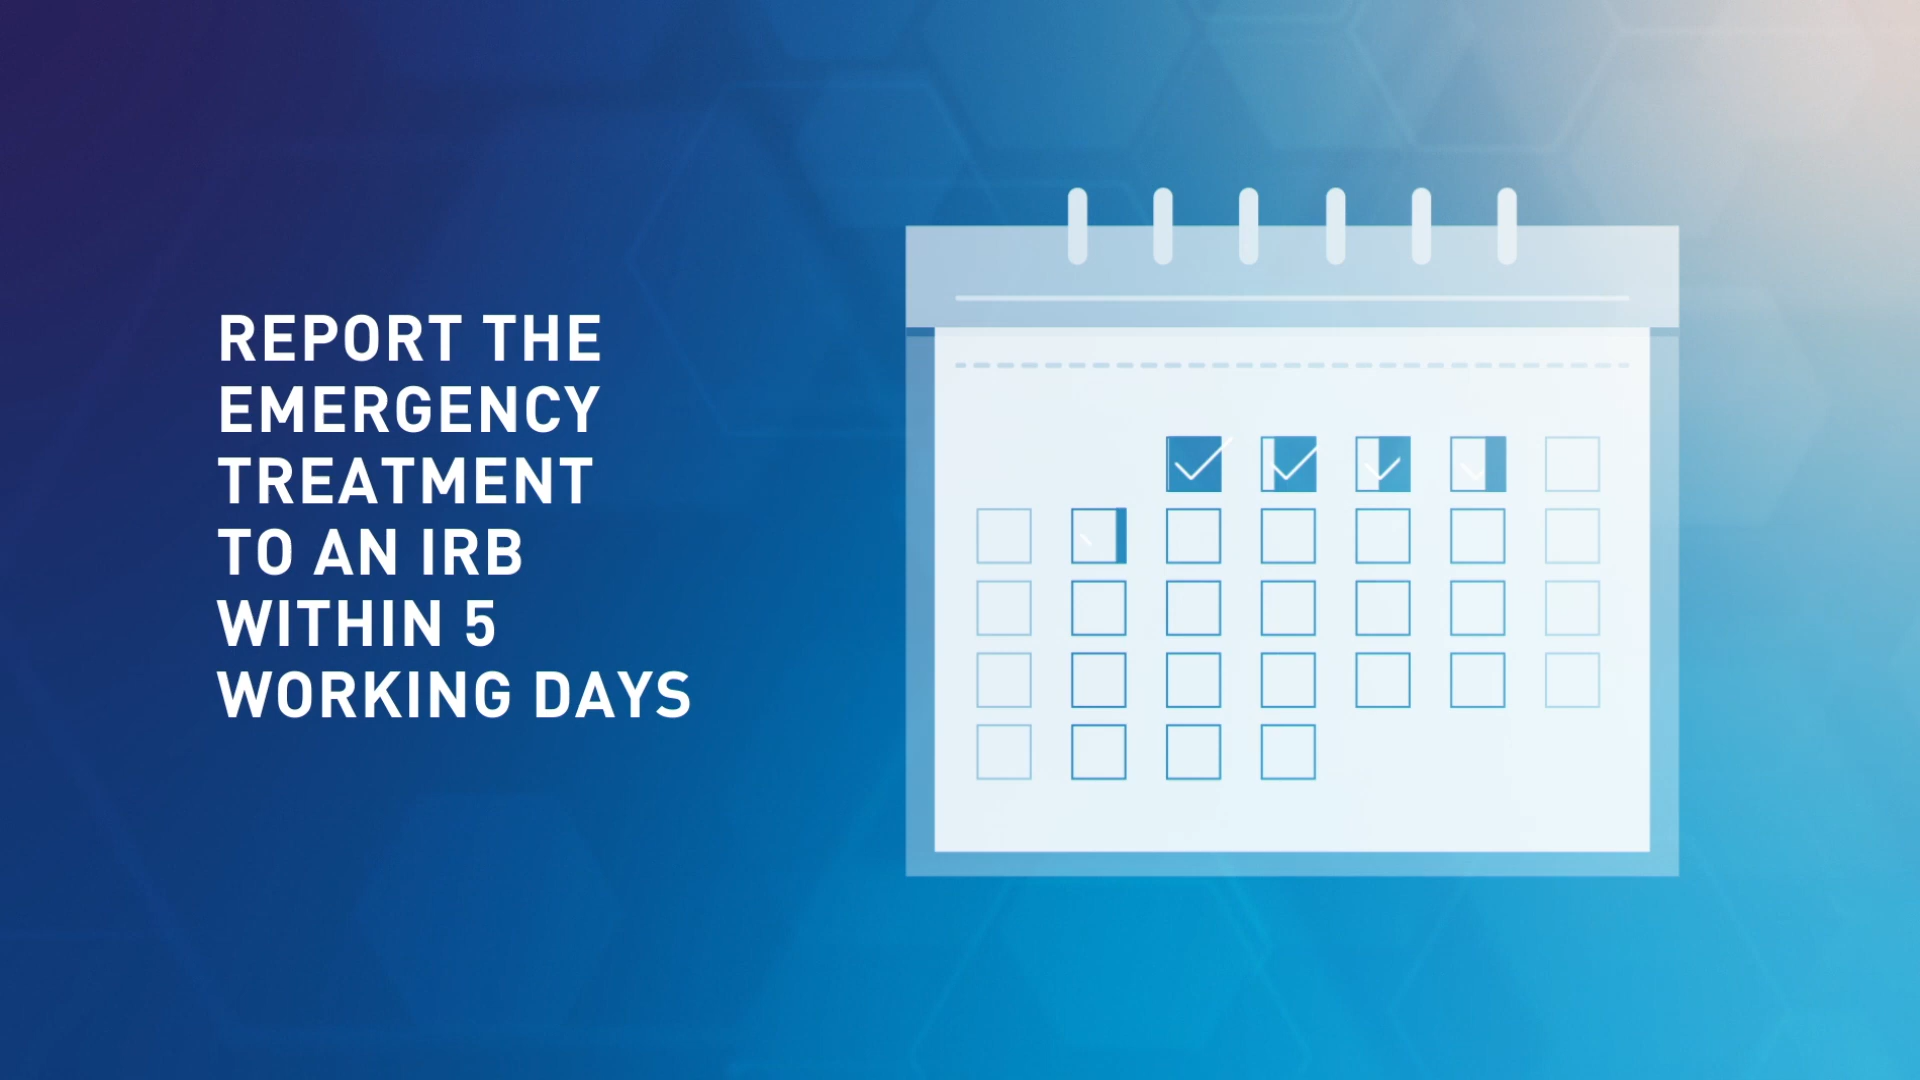 REPORT THE
EMERGENCY
TREATMENT
TO AN IRB
WITHIN 5
WORKING DAYS